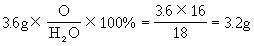 3.6g× O/H₂O ×100% = 3.6×16/18 = 3.2g